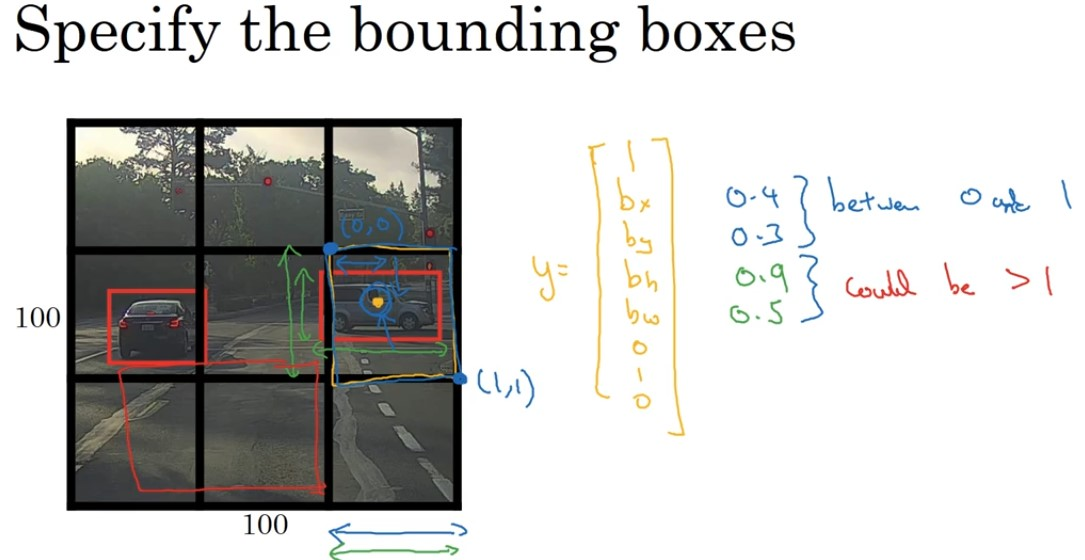 Specify the bounding boxes
(0,0)
100
100
(1,1)
y=
1
bx
by
bh
bw
0
1
0
0.4
0.3
between 0 and 1
0.9
0.5
could be >1